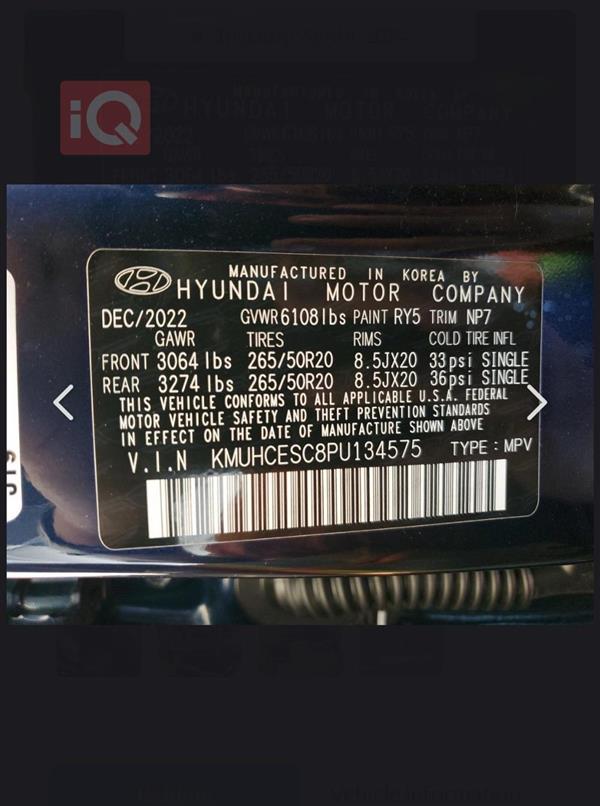 iQ
MANUFACTURED IN KOREA BY
HYUNDAI MOTOR COMPANY
DEC/2022 GVWR 6108 lbs PAINT RY5 TRIM NP7
GAWR TIRES RIMS COLD TIRE INFL
FRONT 3064 lbs 265/50R20 8.5JX20 33psi SINGLE
REAR 3274 lbs 265/50R20 8.5JX20 36psi SINGLE
THIS VEHICLE CONFORMS TO ALL APPLICABLE U.S.A. FEDERAL
MOTOR VEHICLE SAFETY AND THEFT PREVENTION STANDARDS
IN EFFECT ON THE DATE OF MANUFACTURE SHOWN ABOVE
V.I.N KMUHCESC8PU134575 TYPE : MPV